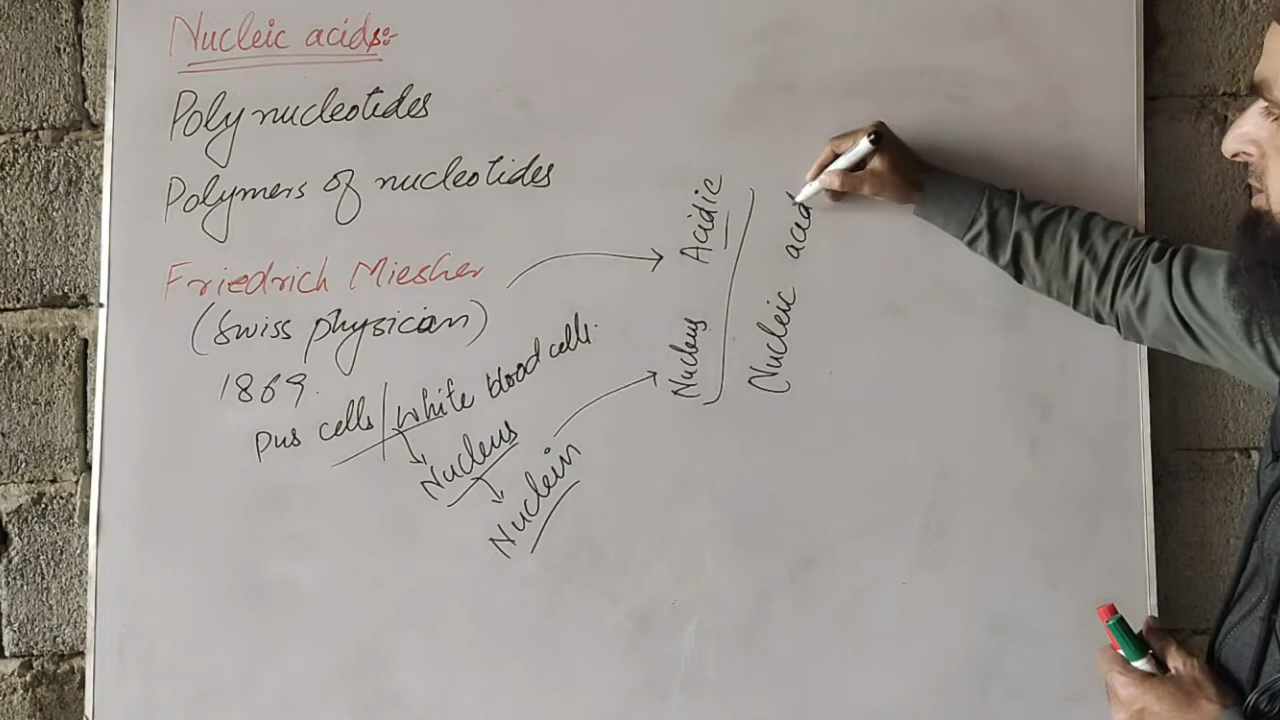 Nucleic acids:-
Polynucleotides
Polymers of nucleotides
Friedrich Miesher
(Swiss physician)
1869.
Pus cells/white blood cells.
Nucleus
Nuclein
Nucleus Acidic
Nucleic acid